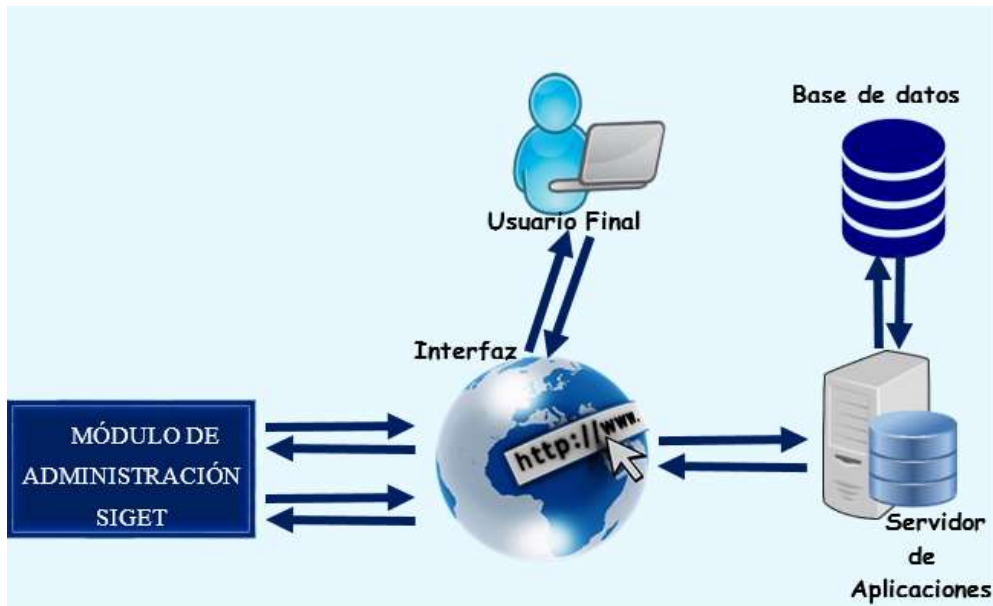 Base de datos
Usuario Final
Interfaz
http://www.
MÓDULO DE
ADMINISTRACIÓN
SIGET
Servidor
de
Aplicaciones